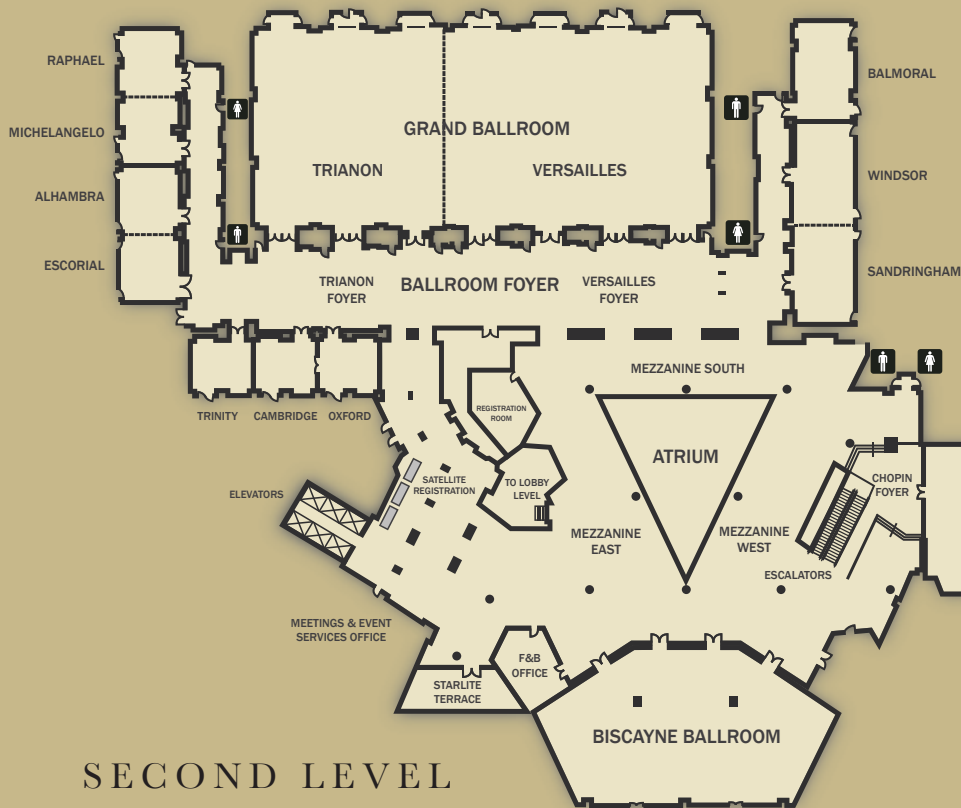 RAPHAEL
BALMORAL
MICHELANGELO
GRAND BALLROOM
TRIANON
VERSAILLES
WINDSOR
ALHAMBRA
ESCORIAL
SANDRINGHAM
TRIANON
FOYER
BALLROOM FOYER
VERSAILLES
FOYER
MEZZANINE SOUTH
TRINITY
CAMBRIDGE
OXFORD
REGISTRATION
ROOM
ATRIUM
ELEVATORS
SATELLITE
REGISTRATION
TO LOBBY
LEVEL
CHOPIN
FOYER
MEZZANINE
EAST
MEZZANINE
WEST
ESCALATORS
MEETINGS & EVENT
SERVICES OFFICE
F&B
OFFICE
STARLITE
TERRACE
BISCAYNE BALLROOM
SECOND LEVEL